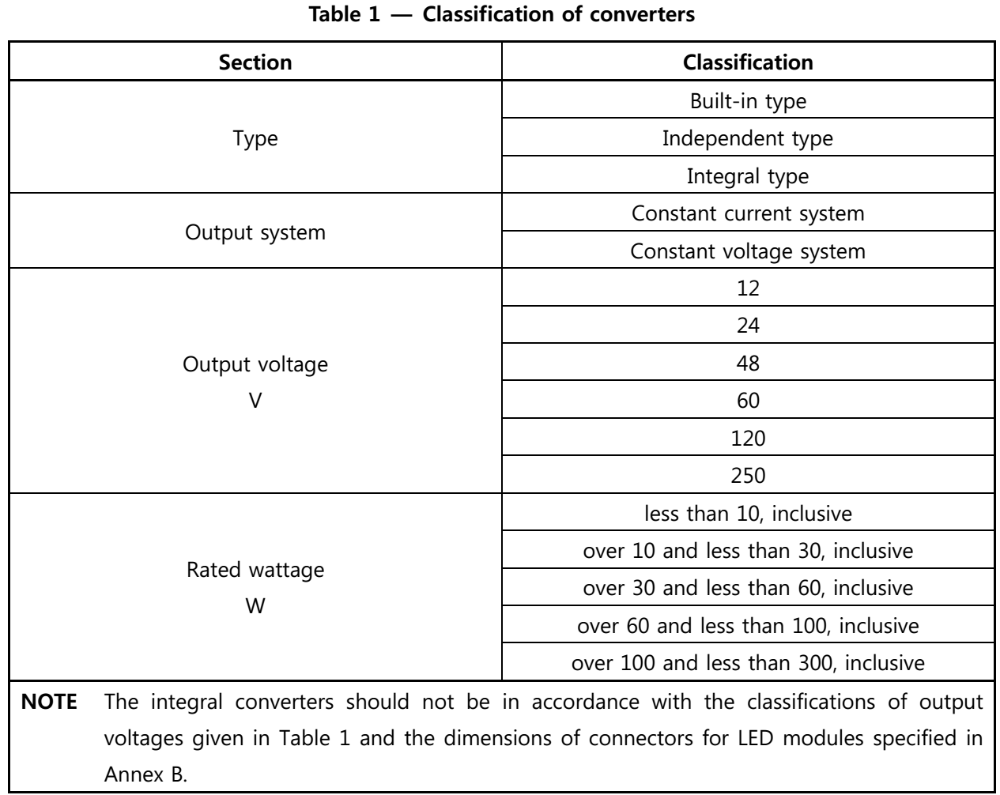 Table 1 — Classification of converters
Section
Classification
Type
Built-in type
Independent type
Integral type
Output system
Constant current system
Constant voltage system
Output voltage
V
12
24
48
60
120
250
Rated wattage
W
less than 10, inclusive
over 10 and less than 30, inclusive
over 30 and less than 60, inclusive
over 60 and less than 100, inclusive
over 100 and less than 300, inclusive
NOTE The integral converters should not be in accordance with the classifications of output
voltages given in Table 1 and the dimensions of connectors for LED modules specified in
Annex B.